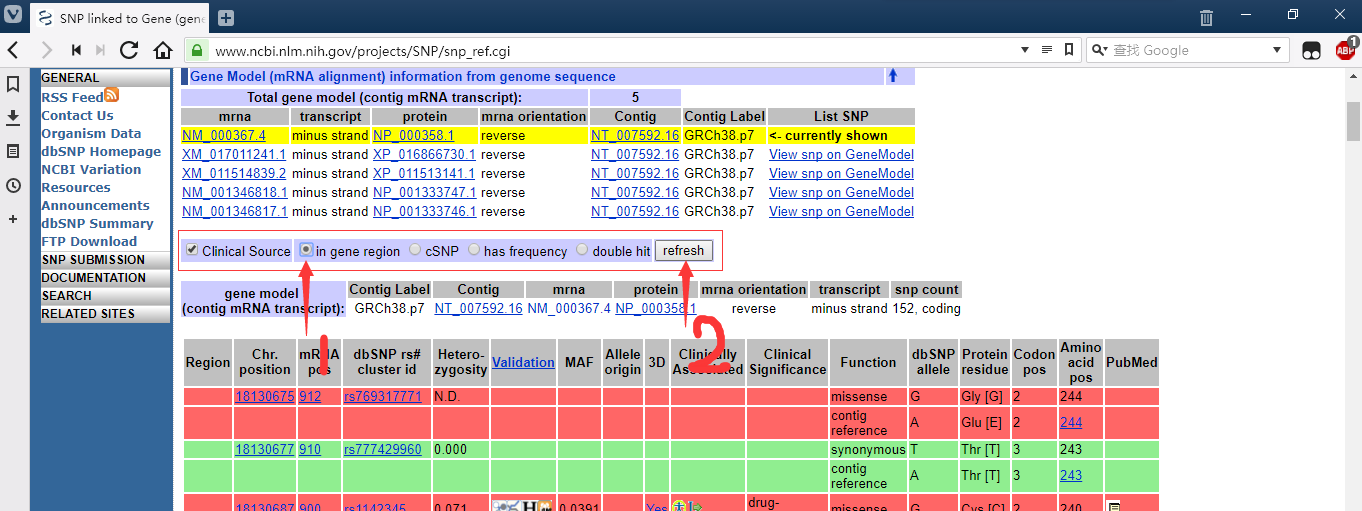 SNP linked to Gene (gen
www.ncbi.nlm.nih.gov/projects/SNP/snp_ref.cgi
查找 Google
ABP
1
GENERAL
RSS Feed
Contact Us
Organism Data
dbSNP Homepage
NCBI Variation
Resources
Announcements
dbSNP Summary
FTP Download
SNP SUBMISSION
DOCUMENTATION
SEARCH
RELATED SITES
Gene Model (mRNA alignment) information from genome sequence
Total gene model (contig mRNA transcript): 5
mrna transcript protein mrna orientation Contig Contig Label List SNP
NM_000367.4 minus strand NP_000358.1 reverse NT_007592.16 GRCh38.p7 <- currently shown
XM_017011241.1 minus strand XP_016866730.1 reverse NT_007592.16 GRCh38.p7 View snp on GeneModel
XM_011514839.2 minus strand XP_011513141.1 reverse NT_007592.16 GRCh38.p7 View snp on GeneModel
NM_001346818.1 minus strand NP_001333747.1 reverse NT_007592.16 GRCh38.p7 View snp on GeneModel
NM_001346817.1 minus strand NP_001333746.1 reverse NT_007592.16 GRCh38.p7 View snp on GeneModel
Clinical Source in gene region cSNP has frequency double hit refresh
gene model
(contig mRNA transcript):
Contig Label Contig mrna protein mrna orientation transcript snp count
GRCh38.p7 NT_007592.16 NM_000367.4 NP_000358.1 reverse minus strand 152, coding
1
2
Region Chr. position mRNA pos dbSNP rs# cluster id Hetero-zygosity Validation MAF Allele origin 3D Clinically Associated Clinical Significance Function dbSNP allele Protein residue Codon pos Amino acid pos PubMed
18130675 912 rs769317771 N.D. missense G Gly [G] 2 244
contig reference A Glu [E] 2 244
18130677 910 rs777429960 0.000 synonymous T Thr [T] 3 243
contig reference A Thr [T] 3 243
18130687 900 rs1142345 0.071 H 0.0391 Yes drug- missense G Cys [C] 2 240